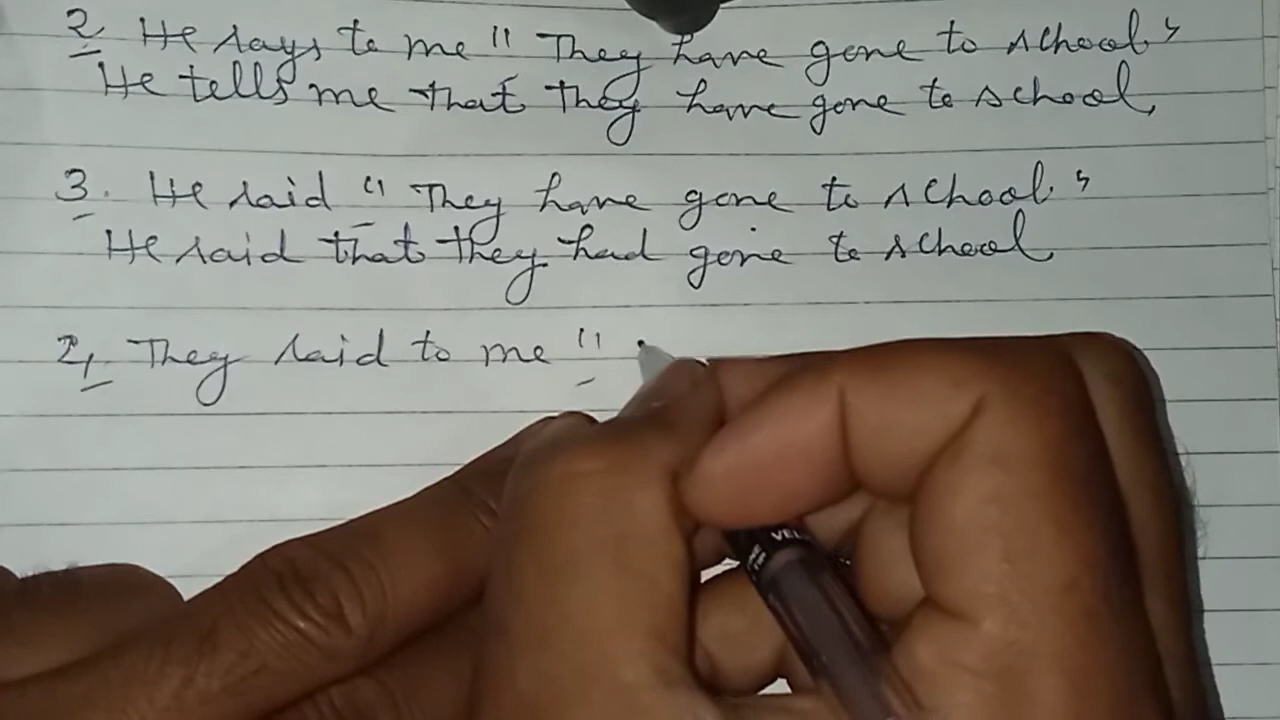 2 He says to me " They have gone to school "
He tells me that they have gone to school,
3. He said " They have gone to school "
He said that they had gone to school
4. They said to me "
VEL